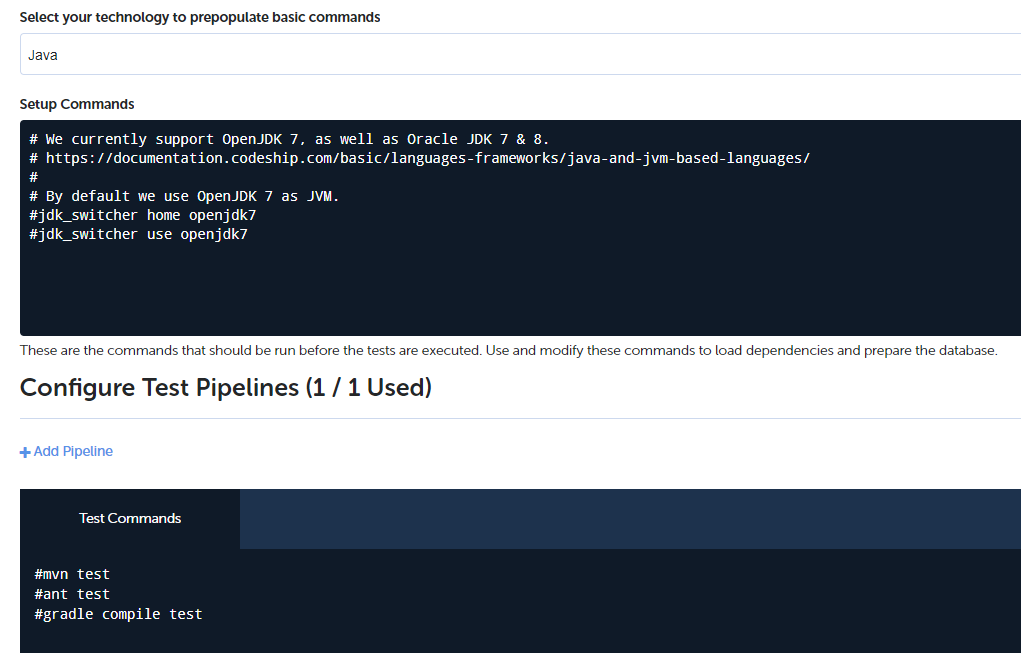 Select your technology to prepopulate basic commands
Java
Setup Commands
# We currently support OpenJDK 7, as well as Oracle JDK 7 & 8.
# https://documentation.codeship.com/basic/languages-frameworks/java-and-jvm-based-languages/
#
# By default we use OpenJDK 7 as JVM.
#jdk_switcher home openjdk7
#jdk_switcher use openjdk7
These are the commands that should be run before the tests are executed. Use and modify these commands to load dependencies and prepare the database.
Configure Test Pipelines (1 / 1 Used)
+ Add Pipeline
Test Commands
#mvn test
#ant test
#gradle compile test